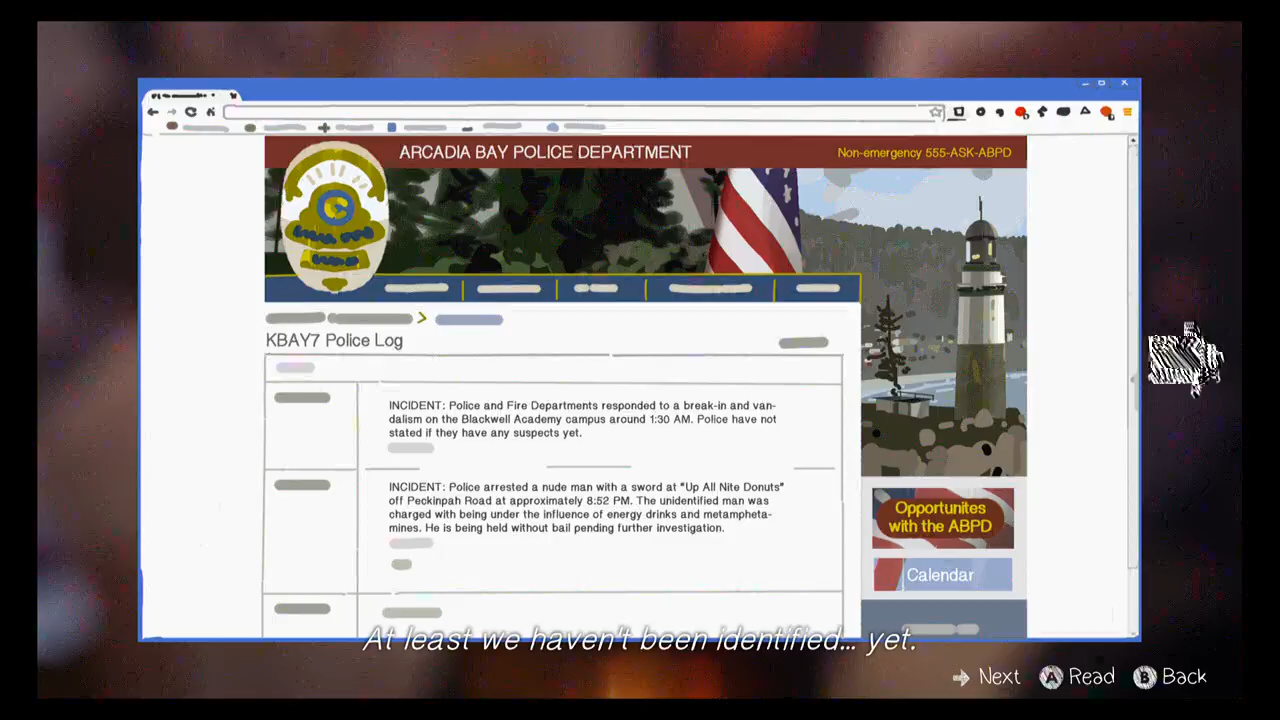 ARCADIA BAY POLICE DEPARTMENT
Non-emergency 555-ASK-ABPD
KBAY7 Police Log
INCIDENT: Police and Fire Departments responded to a break-in and van-
dalism on the Blackwell Academy campus around 1:30 AM. Police have not
stated if they have any suspects yet.
INCIDENT: Police arrested a nude man with a sword at "Up All Nite Donuts"
off Peckinpah Road at approximately 8:52 PM. The unidentified man was
charged with being under the influence of energy drinks and metampheta-
mines. He is being held without bail pending further investigation.
Opportunites
with the ABPD
Calendar
At least we haven't been identified... yet.
Next
A Read
B Back